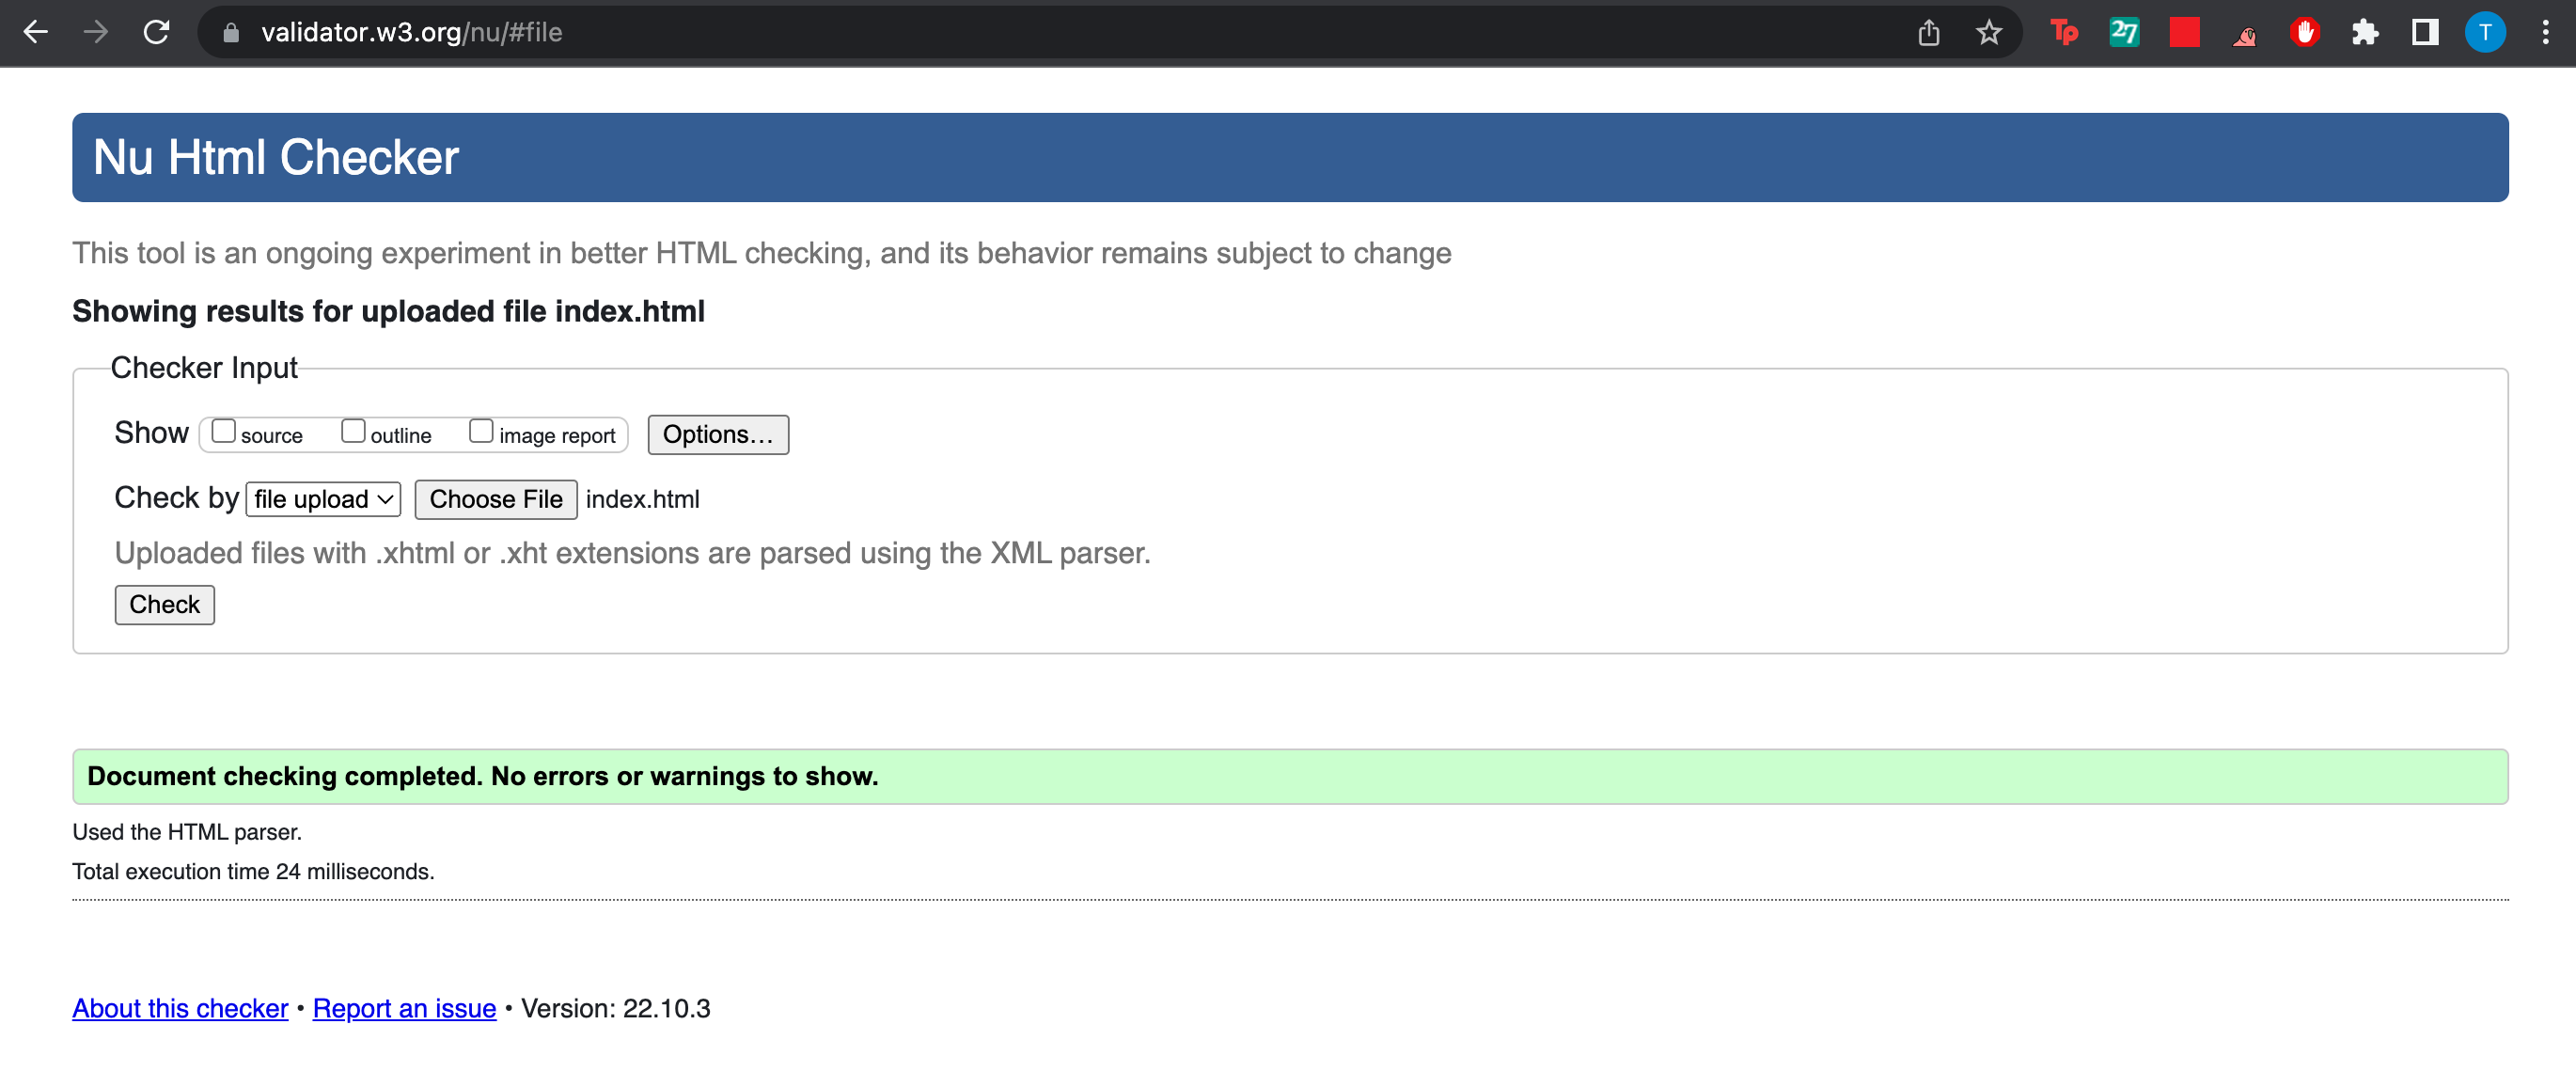 validator.w3.org/nu/#file
Tp
27
T
Nu Html Checker
This tool is an ongoing experiment in better HTML checking, and its behavior remains subject to change
Showing results for uploaded file index.html
Checker Input
Show source outline image report Options...
Check by file upload Choose File index.html
Uploaded files with .xhtml or .xht extensions are parsed using the XML parser.
Check
Document checking completed. No errors or warnings to show.
Used the HTML parser.
Total execution time 24 milliseconds.
About this checker • Report an issue • Version: 22.10.3